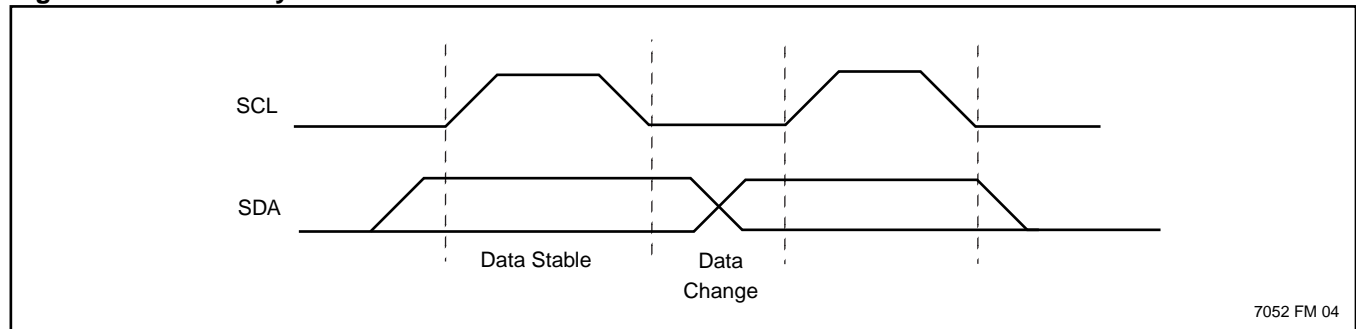 SCL
SDA
Data Stable
Data
Change
7052 FM 04